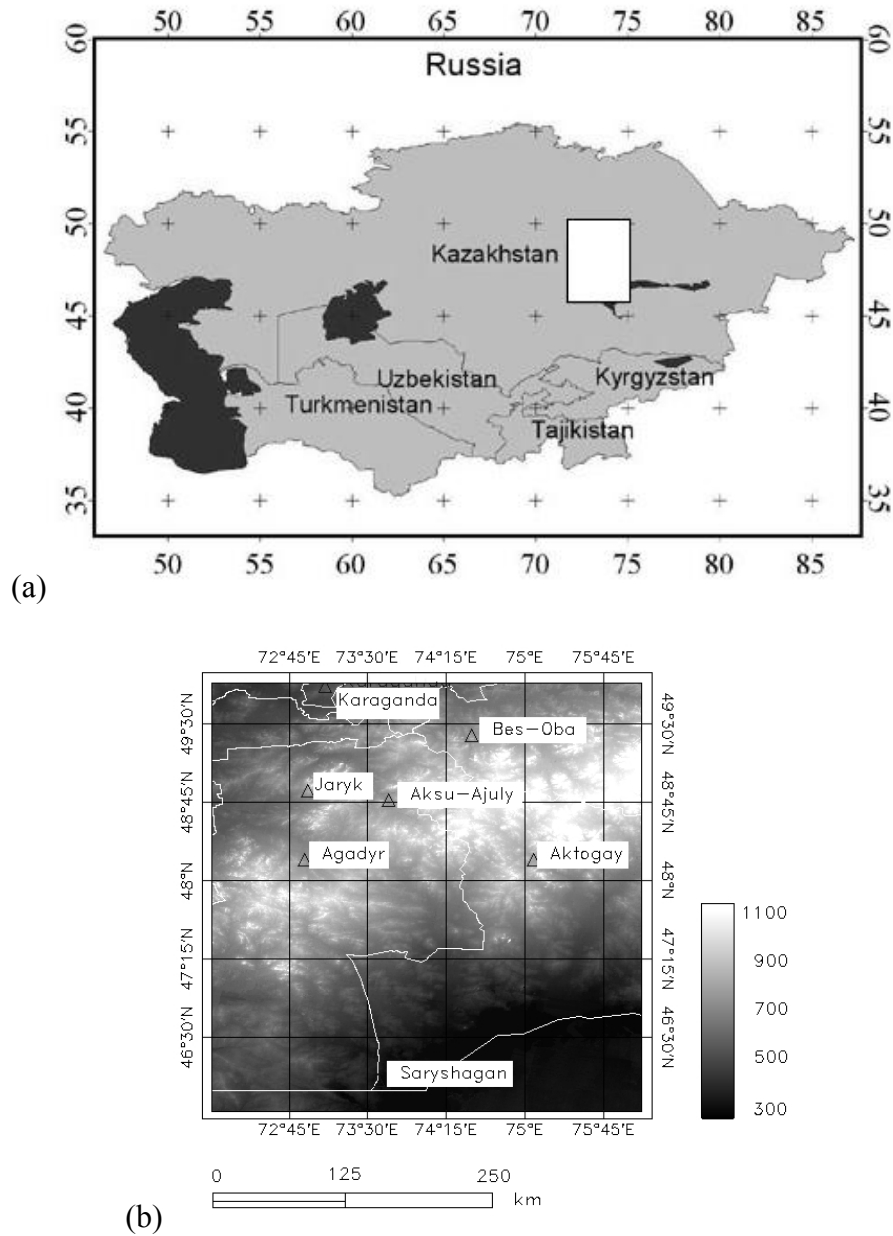 50 55 60 65 70 75 80 85
60 60
Russia
55 55
50 50
Kazakhstan
45 45
Uzbekistan Kyrgyzstan
Turkmenistan
40 40
Tajikistan
35 35
50 55 60 65 70 75 80 85
(a)
72°45'E 73°30'E 74°15'E 75°E 75°45'E
Karaganda
49°30'N 49°30'N
Bes-Oba
Jaryk
Aksu-Ajuly
48°45'N 48°45'N
Agadyr Aktogay
48°N 48°N
1100
47°15'N 47°15'N
900
700
46°30'N 46°30'N
500
Saryshagan
300
72°45'E 73°30'E 74°15'E 75°E 75°45'E
0 125 250
km
(b)